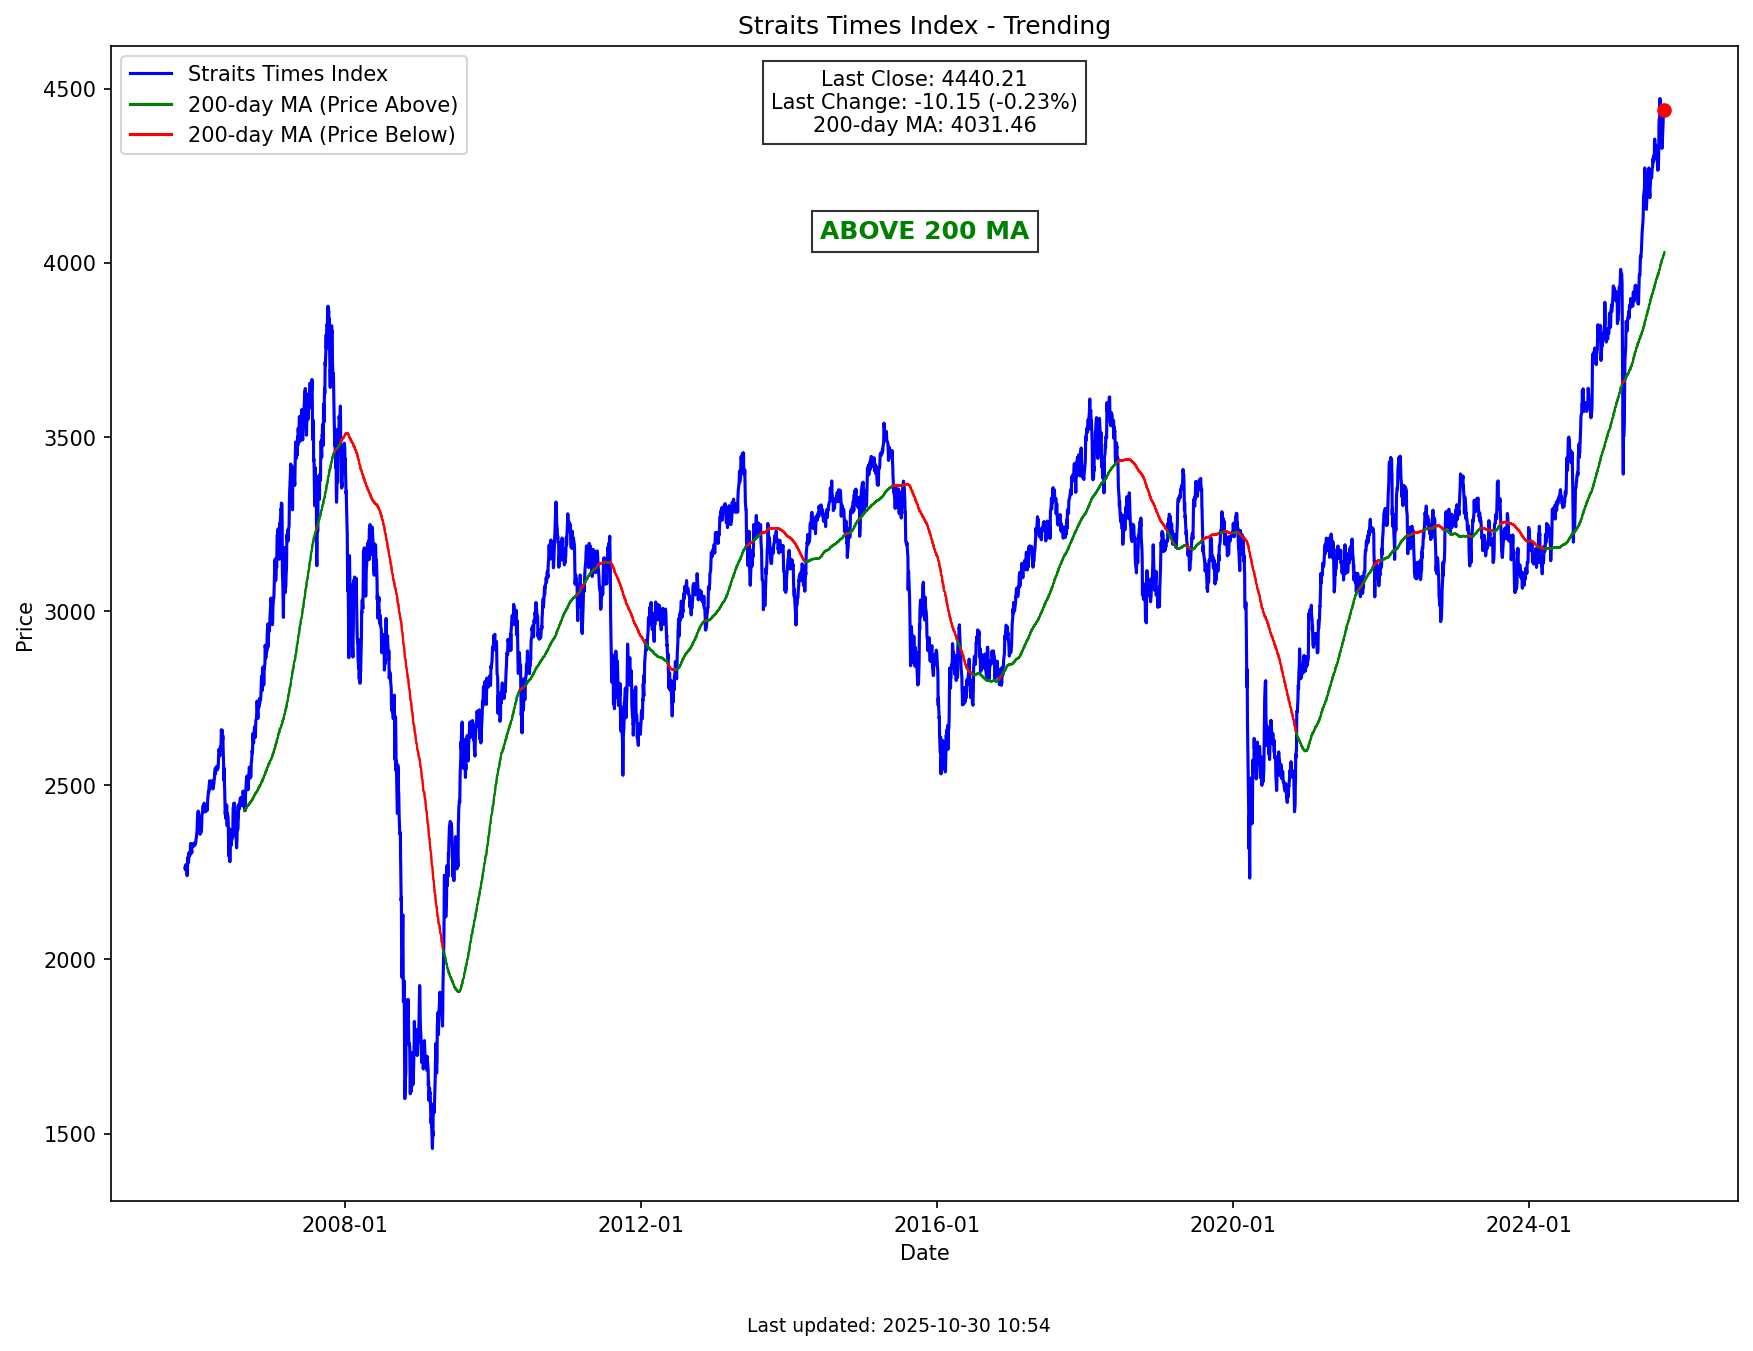 Straits Times Index - Trending
Straits Times Index
200-day MA (Price Above)
200-day MA (Price Below)
Last Close: 4440.21
Last Change: -10.15 (-0.23%)
200-day MA: 4031.46
ABOVE 200 MA
4500
4000
3500
3000
2500
2000
1500
Price
2008-01
2012-01
2016-01
2020-01
2024-01
Date
Last updated: 2025-10-30 10:54